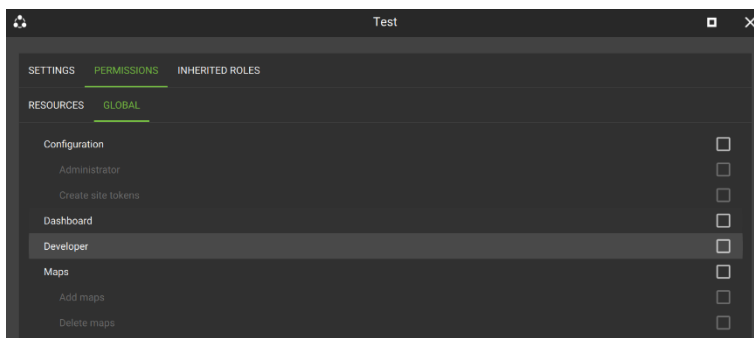 Test
SETTINGS PERMISSIONS INHERITED ROLES
RESOURCES GLOBAL
Configuration
Administrator
Create site tokens
Dashboard
Developer
Maps
Add maps
Delete maps